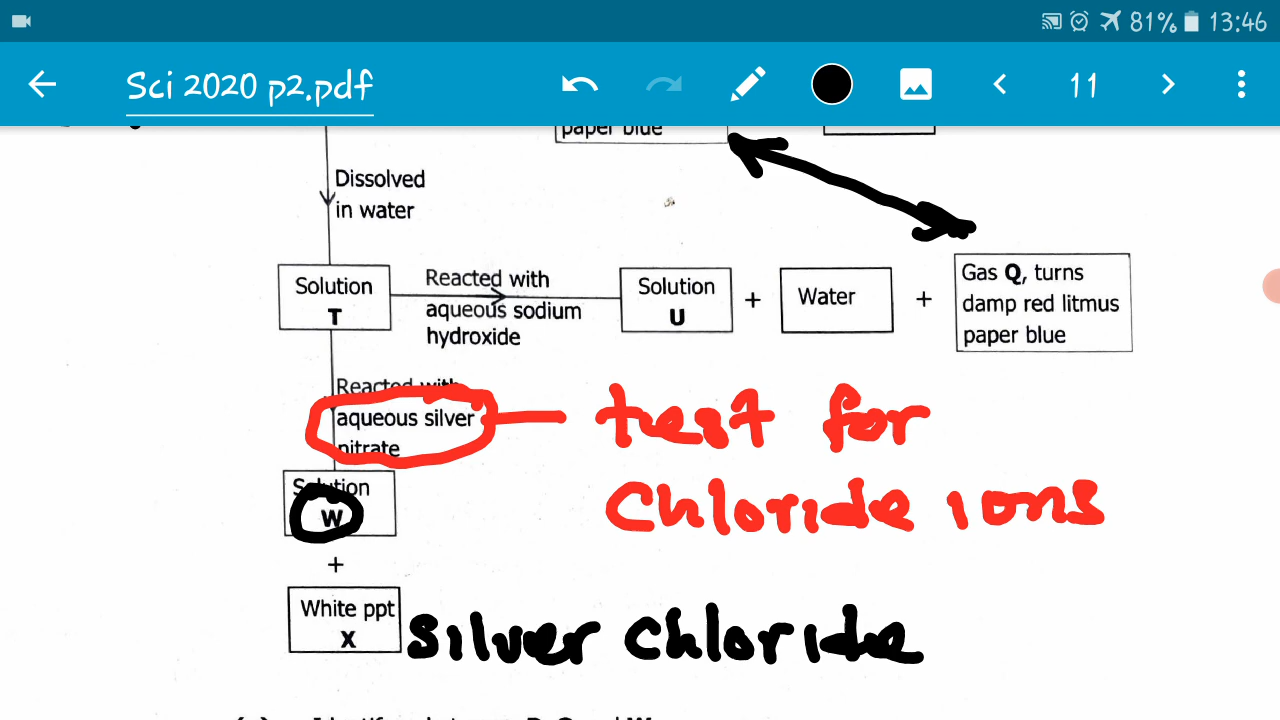 81% 13:46
Sci 2020 p2.pdf 11
paper blue
Dissolved
in water
Solution
T
Reacted with
aqueous sodium
hydroxide
Solution
U
+
Water
+
Gas Q, turns
damp red litmus
paper blue
Reacted with
aqueous silver
nitrate
test for
Chloride ions
Solution
W
+
White ppt
X
Silver Chloride